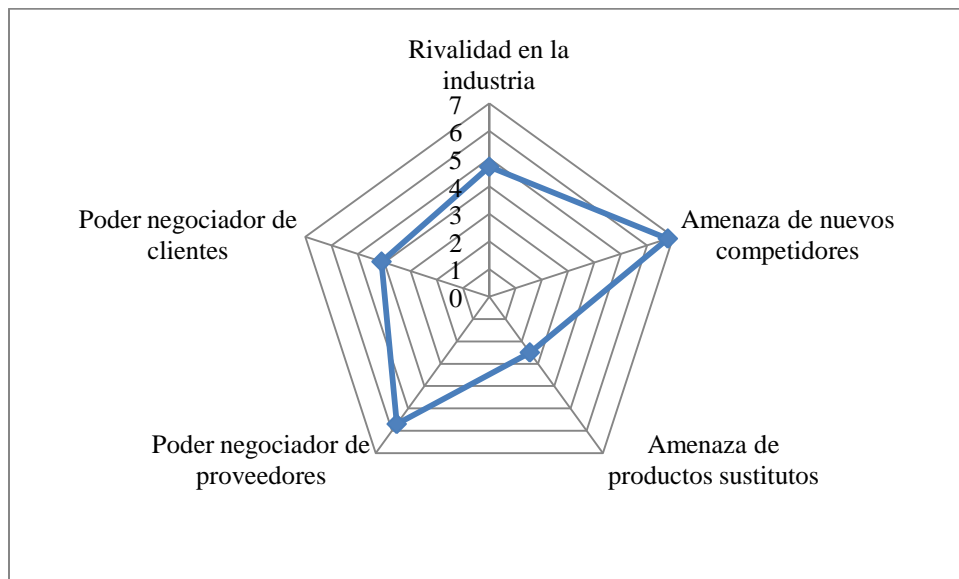 Rivalidad en la
industria
7
6
5
4
3
2
1
0
Amenaza de nuevos
competidores
Poder negociador de
clientes
Poder negociador de
proveedores
Amenaza de
productos sustitutos